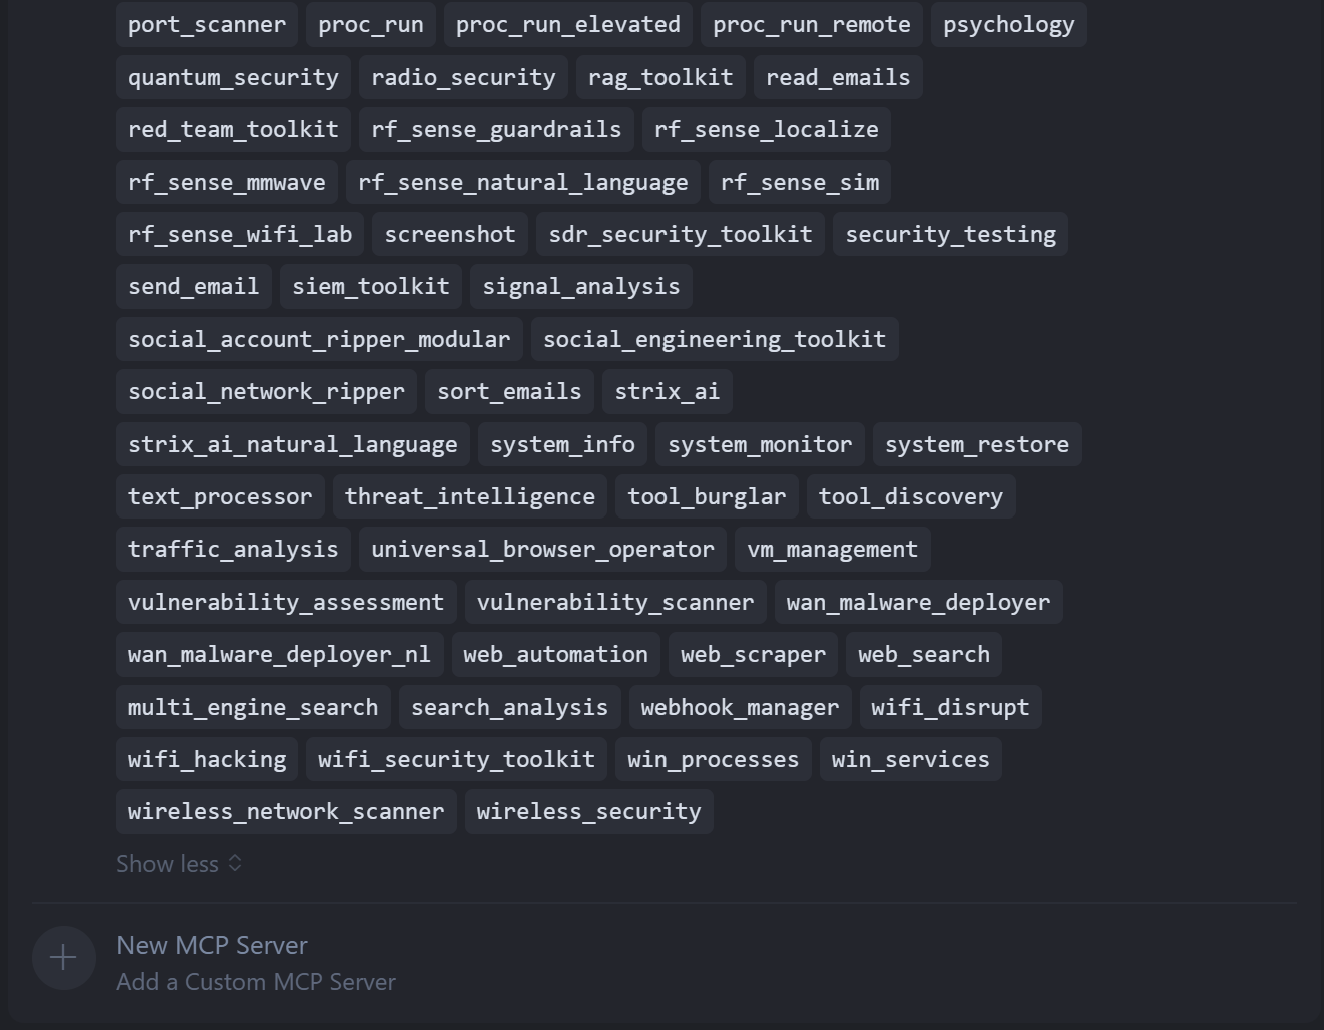 port_scanner proc_run proc_run_elevated proc_run_remote psychology
quantum_security radio_security rag_toolkit read_emails
red_team_toolkit rf_sense_guardrails rf_sense_localize
rf_sense_mmwave rf_sense_natural_language rf_sense_sim
rf_sense_wifi_lab screenshot sdr_security_toolkit security_testing
send_email siem_toolkit signal_analysis
social_account_ripper_modular social_engineering_toolkit
social_network_ripper sort_emails strix_ai
strix_ai_natural_language system_info system_monitor system_restore
text_processor threat_intelligence tool_burglar tool_discovery
traffic_analysis universal_browser_operator vm_management
vulnerability_assessment vulnerability_scanner wan_malware_deployer
wan_malware_deployer_nl web_automation web_scraper web_search
multi_engine_search search_analysis webhook_manager wifi_disrupt
wifi_hacking wifi_security_toolkit win_processes win_services
wireless_network_scanner wireless_security
Show less
New MCP Server
Add a Custom MCP Server